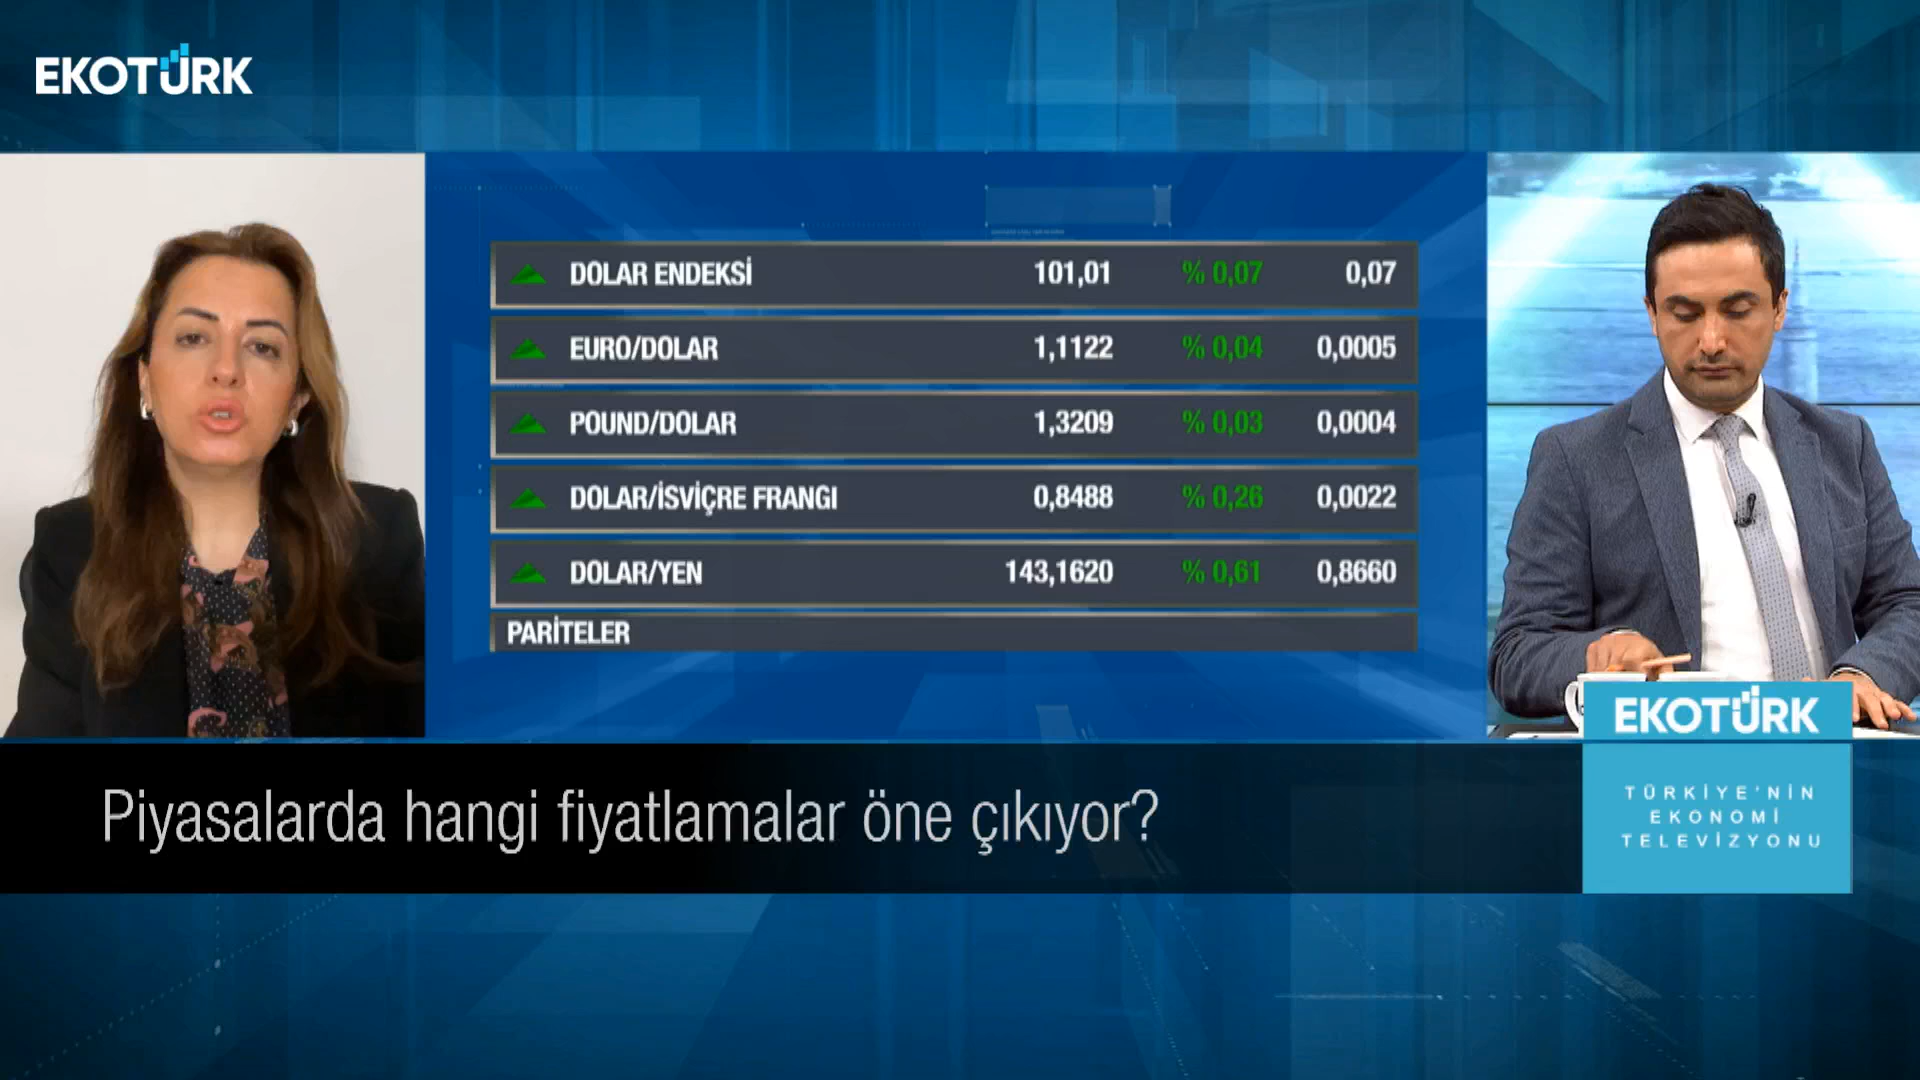 EKOTÜRK
DOLAR ENDEKSİ 101,01 % 0,07 0,07
EURO/DOLAR 1,1122 % 0,04 0,0005
POUND/DOLAR 1,3209 % 0,03 0,0004
DOLAR/İSVİÇRE FRANGI 0,8488 % 0,26 0,0022
DOLAR/YEN 143,1620 % 0,61 0,8660
PARİTELER
EKOTÜRK
Piyasalarda hangi fiyatlamalar öne çıkıyor?
TÜRKİYE'NİN
EKONOMİ
TELEVİZYONU